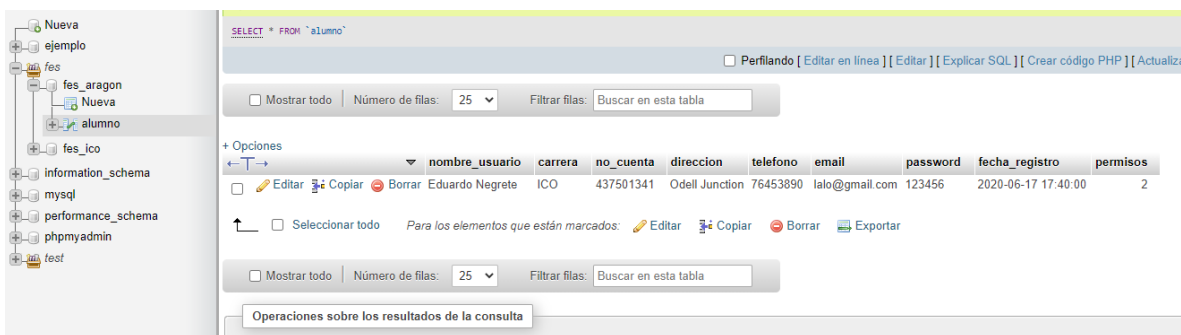 Nueva
ejemplo
fes
fes_aragon
Nueva
alumno
fes_ico
information_schema
mysql
performance_schema
phpmyadmin
test
SELECT * FROM `alumno`
Perfilando [ Editar en línea ] [ Editar ] [ Explicar SQL ] [ Crear código PHP ] [ Actualiza
Mostrar todo Número de filas: 25 Filtrar filas: Buscar en esta tabla
+ Opciones
←T→ nombre_usuario carrera no_cuenta direccion telefono email password fecha_registro permisos
Editar Copiar Borrar Eduardo Negrete ICO 437501341 Odell Junction 76453890 lalo@gmail.com 123456 2020-06-17 17:40:00 2
Seleccionar todo Para los elementos que están marcados: Editar Copiar Borrar Exportar
Mostrar todo Número de filas: 25 Filtrar filas: Buscar en esta tabla
Operaciones sobre los resultados de la consulta